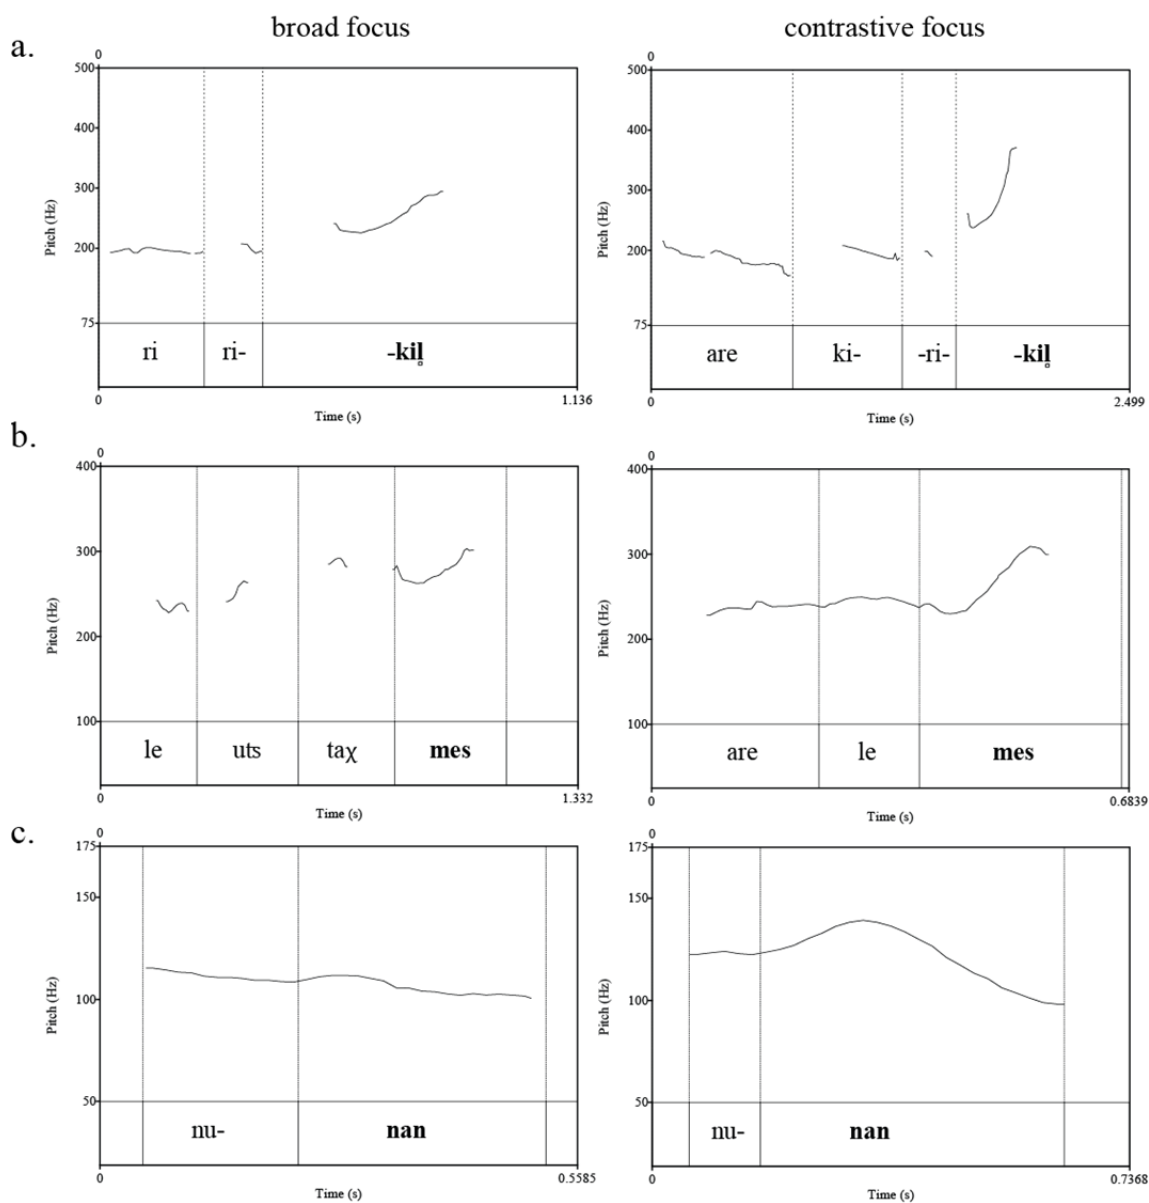 broad focus
contrastive focus
a.
0
500
400
300
200
75
Pitch (Hz)
ri ri- -kil̥
0 1.136
Time (s)
0
500
400
300
200
75
Pitch (Hz)
are ki- -ri- -kil̥
0 2.499
Time (s)
b.
0
400
300
200
100
Pitch (Hz)
le uts taχ mes
0 1.332
Time (s)
0
400
300
200
100
Pitch (Hz)
are le mes
0 0.6839
Time (s)
c.
0
175
150
100
50
Pitch (Hz)
nu- nan
0 0.5585
Time (s)
0
175
150
100
50
Pitch (Hz)
nu- nan
0 0.7368
Time (s)